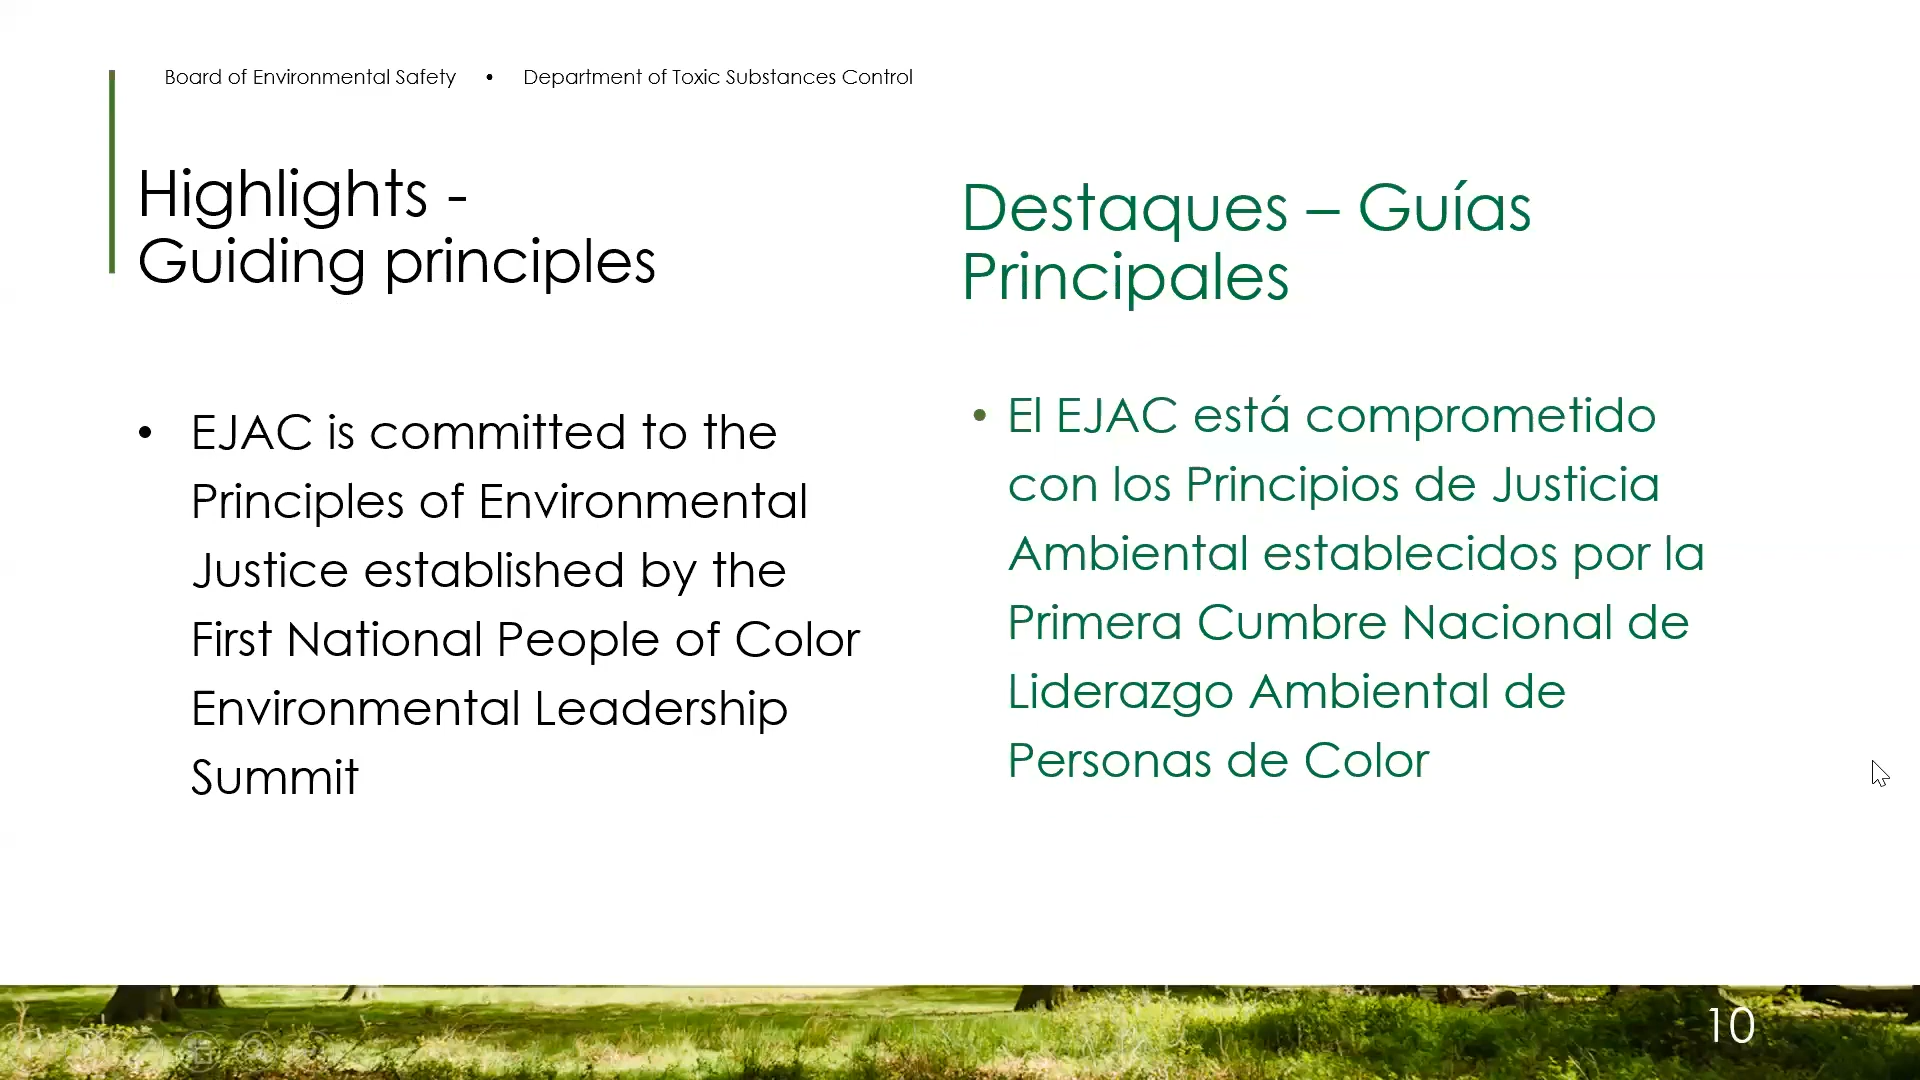 Board of Environmental Safety • Department of Toxic Substances Control
Highlights -
Guiding principles
• EJAC is committed to the
Principles of Environmental
Justice established by the
First National People of Color
Environmental Leadership
Summit
Destaques – Guías
Principales
• El EJAC está comprometido
con los Principios de Justicia
Ambiental establecidos por la
Primera Cumbre Nacional de
Liderazgo Ambiental de
Personas de Color
10